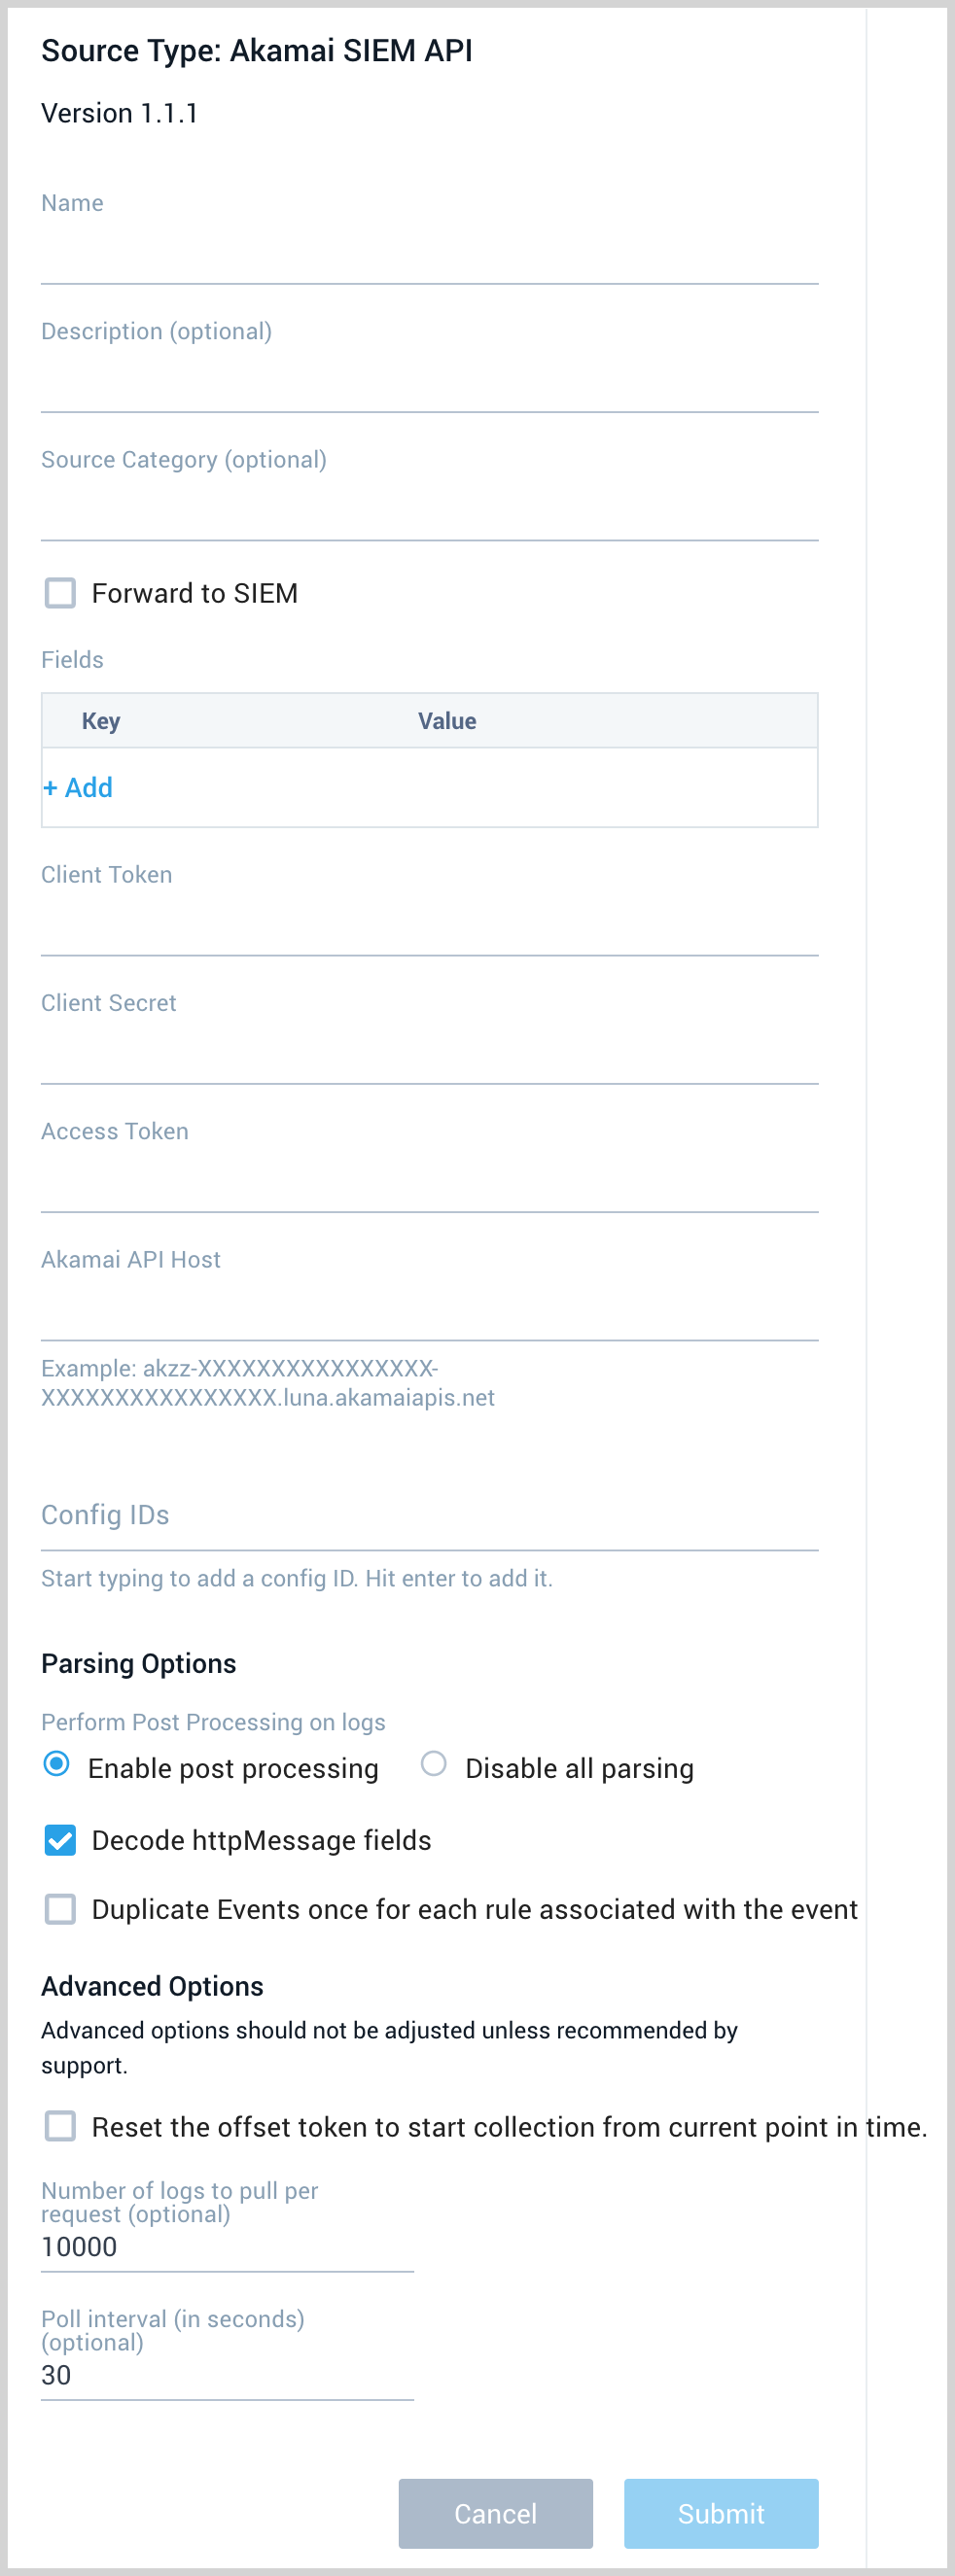 Source Type: Akamai SIEM API
Version 1.1.1
Name
Description (optional)
Source Category (optional)
Forward to SIEM
Fields
Key Value
+ Add
Client Token
Client Secret
Access Token
Akamai API Host
Example: akzz-XXXXXXXXXXXXXXXX-
XXXXXXXXXXXXXXXX.luna.akamaiapis.net
Config IDs
Start typing to add a config ID. Hit enter to add it.
Parsing Options
Perform Post Processing on logs
Enable post processing Disable all parsing
Decode httpMessage fields
Duplicate Events once for each rule associated with the event
Advanced Options
Advanced options should not be adjusted unless recommended by
support.
Reset the offset token to start collection from current point in time.
Number of logs to pull per
request (optional)
10000
Poll interval (in seconds)
(optional)
30
Cancel Submit